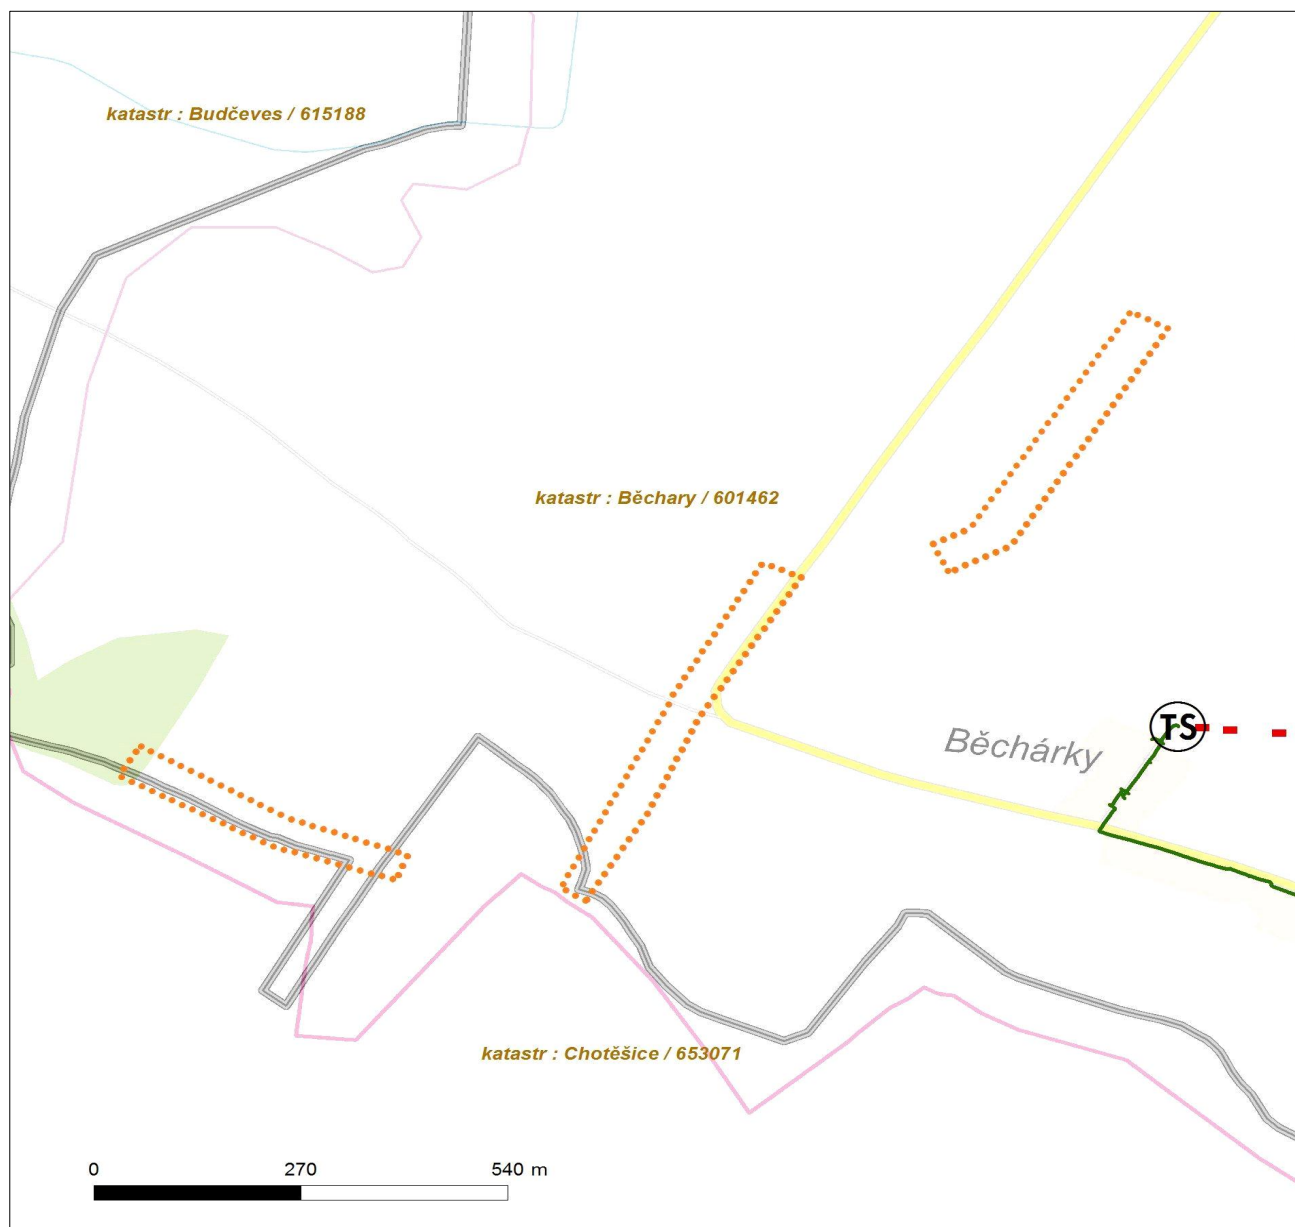 katastr : Budčeves / 615188
katastr : Běchary / 601462
TS
Běchárky
katastr : Chotěšice / 653071
0 270 540 m